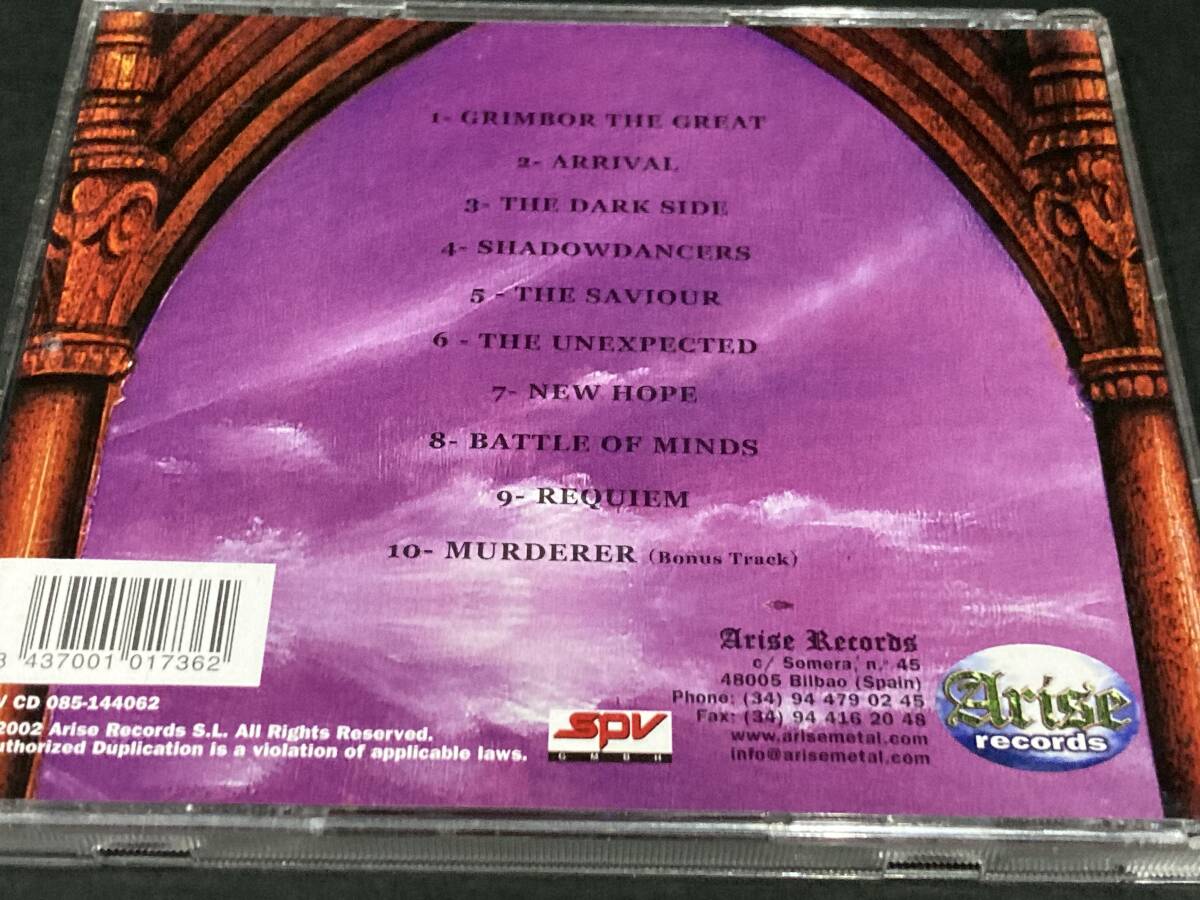 1- GRIMBOR THE GREAT
2- ARRIVAL
3- THE DARK SIDE
4- SHADOWDANCERS
5 - THE SAVIOUR
6 - THE UNEXPECTED
7- NEW HOPE
8- BATTLE OF MINDS
9- REQUIEM
10- MURDERER (Bonus Track)
437001 017362
CD 085-144062
2002 Arise Records S.L. All Rights Reserved.
Duplication is a violation of applicable laws.
SPV
GMBH
Arise Records
c/ Somera, n.º 45
48005 Bilbao (Spain)
Phone: (34) 94 479 02 45
Fax: (34) 94 416 20 48
www.arisemetal.com
info@arisemetal.com
Arise
records